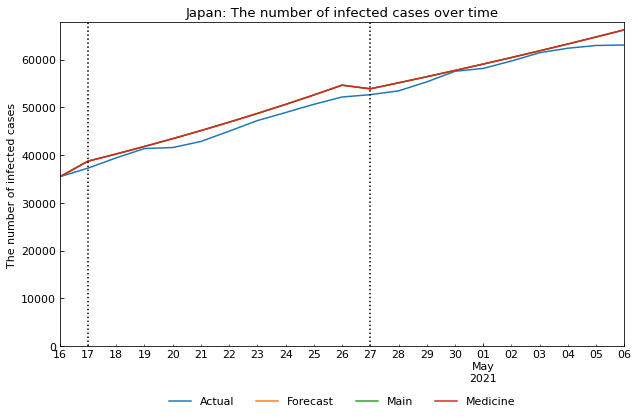 Japan: The number of infected cases over time
The number of infected cases
60000
50000
40000
30000
20000
10000
0
16 17 18 19 20 21 22 23 24 25 26 27 28 29 30 01 02 03 04 05 06
May
2021
Actual Forecast Main Medicine